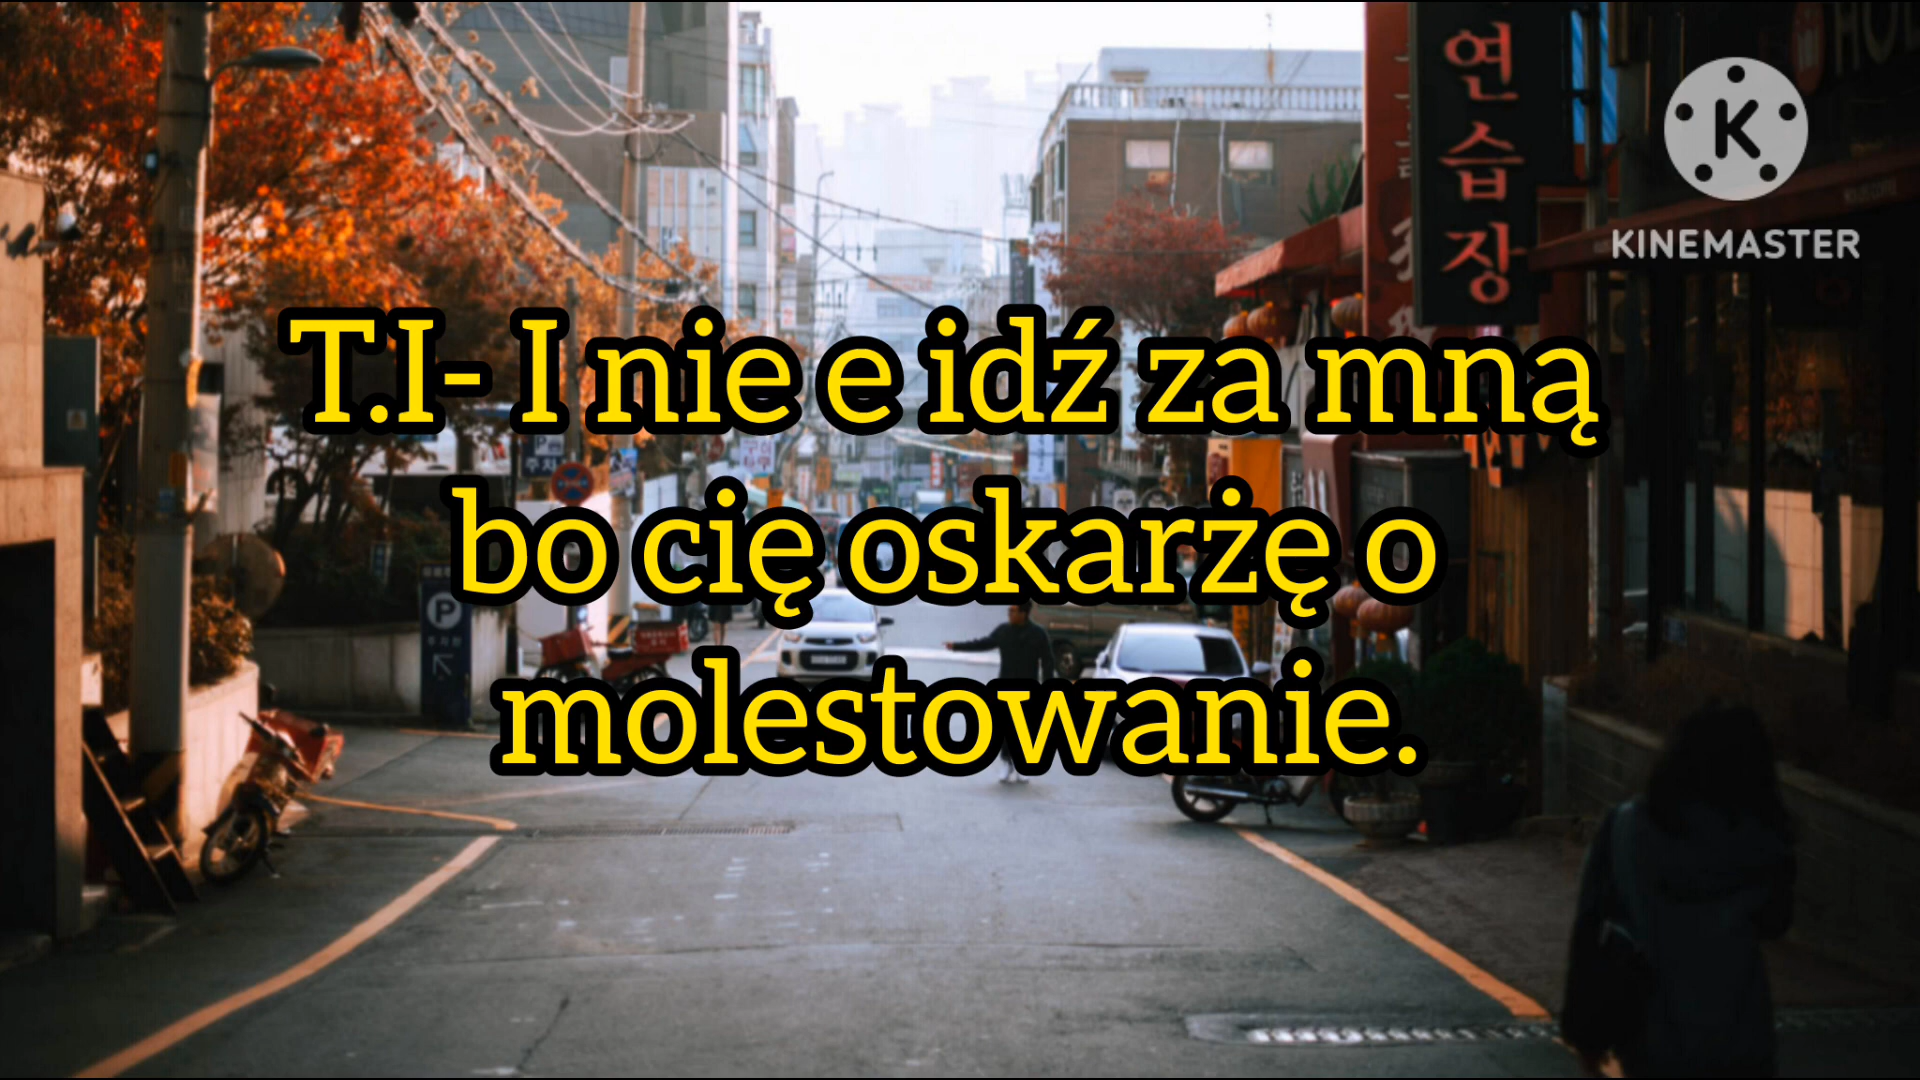 연습장
KINEMASTER
T.I- I nie e idź za mną
bo cię oskarżę o
molestowanie.
P